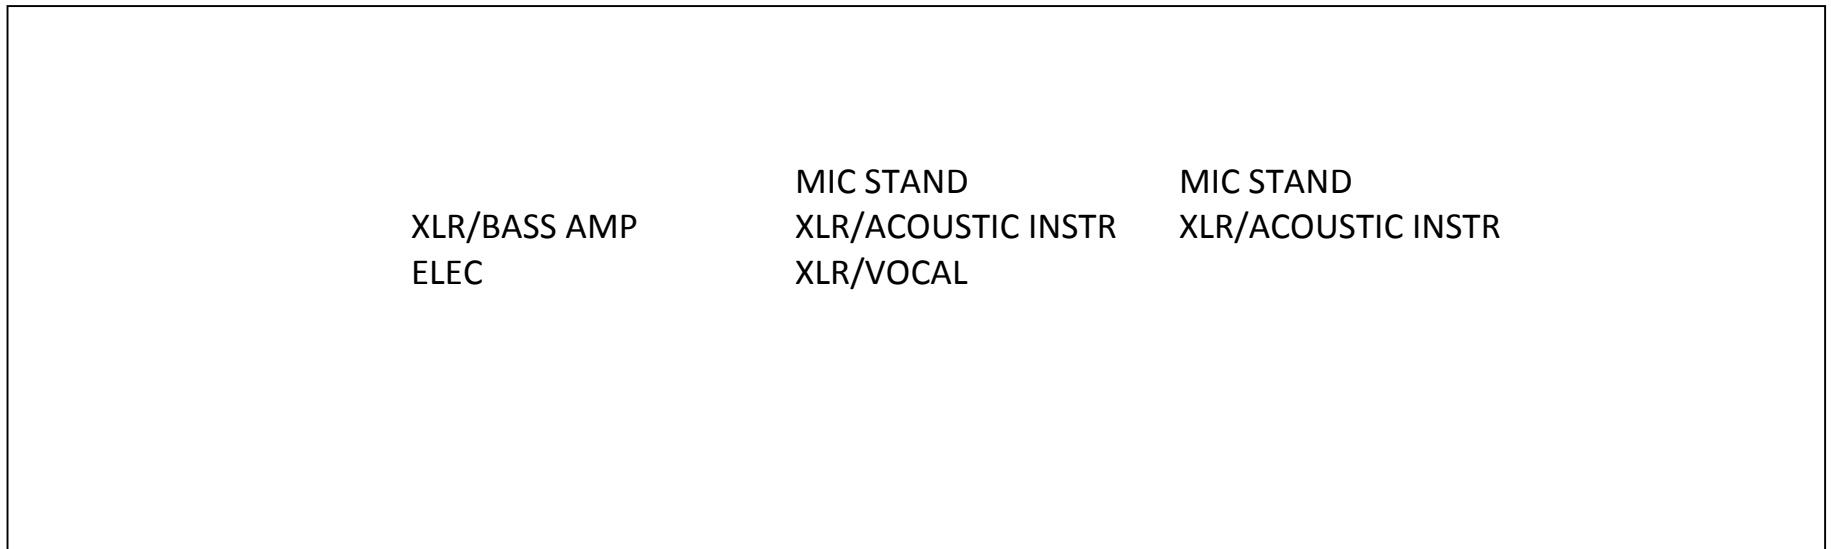 MIC STAND MIC STAND
XLR/BASS AMP XLR/ACOUSTIC INSTR XLR/ACOUSTIC INSTR
ELEC XLR/VOCAL